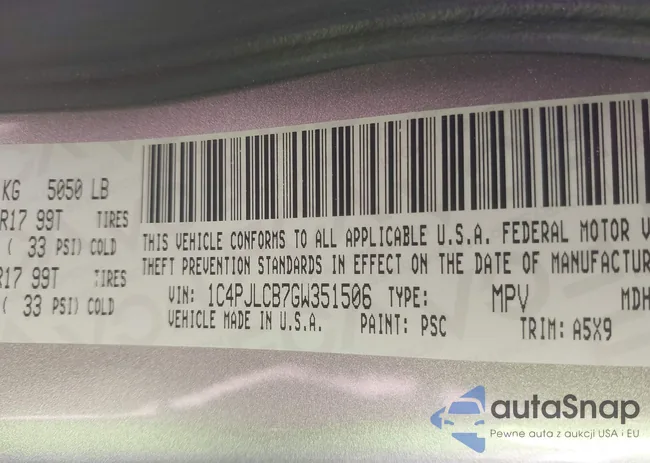 KG 5050 LB
R17 99T TIRES
( 33 PSI) COLD
R17 99T TIRES
( 33 PSI) COLD
THIS VEHICLE CONFORMS TO ALL APPLICABLE U.S.A. FEDERAL MOTOR V
THEFT PREVENTION STANDARDS IN EFFECT ON THE DATE OF MANUFACTUR
VIN: 1C4PJLCB7GW351506 TYPE: MPV MDH
VEHICLE MADE IN U.S.A. PAINT: PSC TRIM: A5X9
autaSnap
Pewne auta z aukcji USA i EU